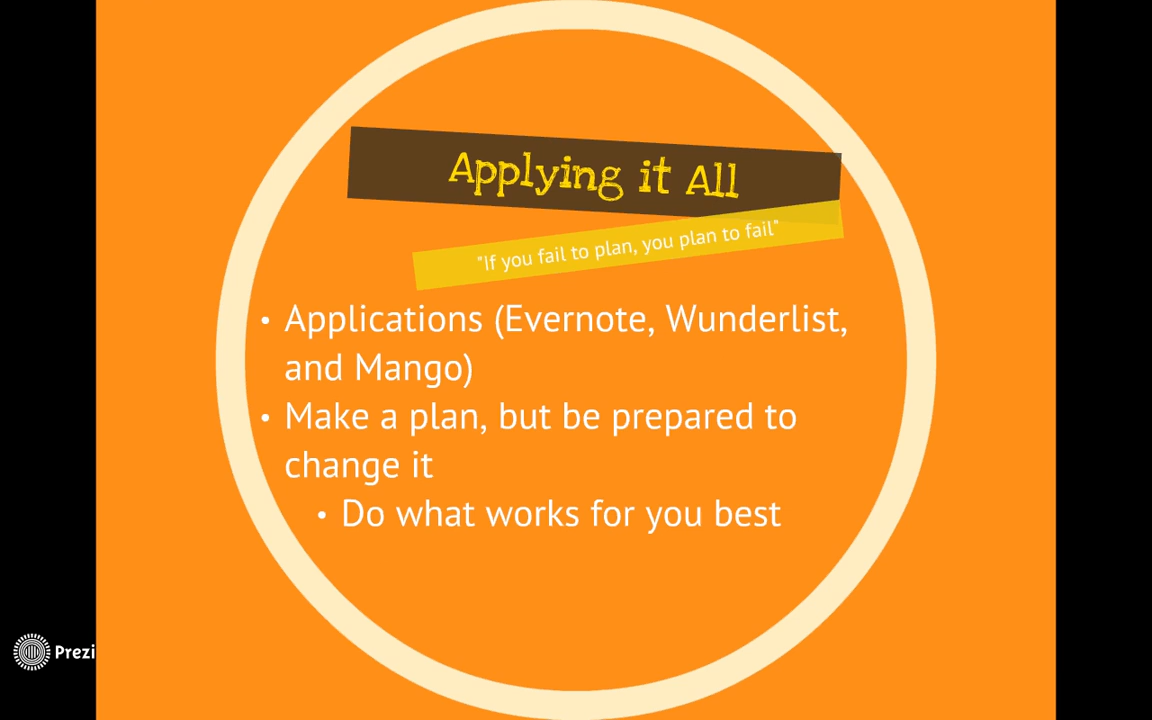 Applying it All
"If you fail to plan, you plan to fail"
• Applications (Evernote, Wunderlist,
and Mango)
• Make a plan, but be prepared to
change it
• Do what works for you best
Prezi